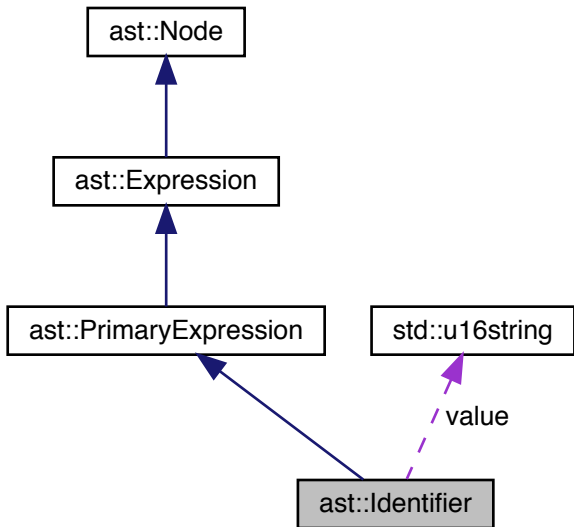 ast::Node
ast::Expression
ast::PrimaryExpression
std::u16string
value
ast::Identifier